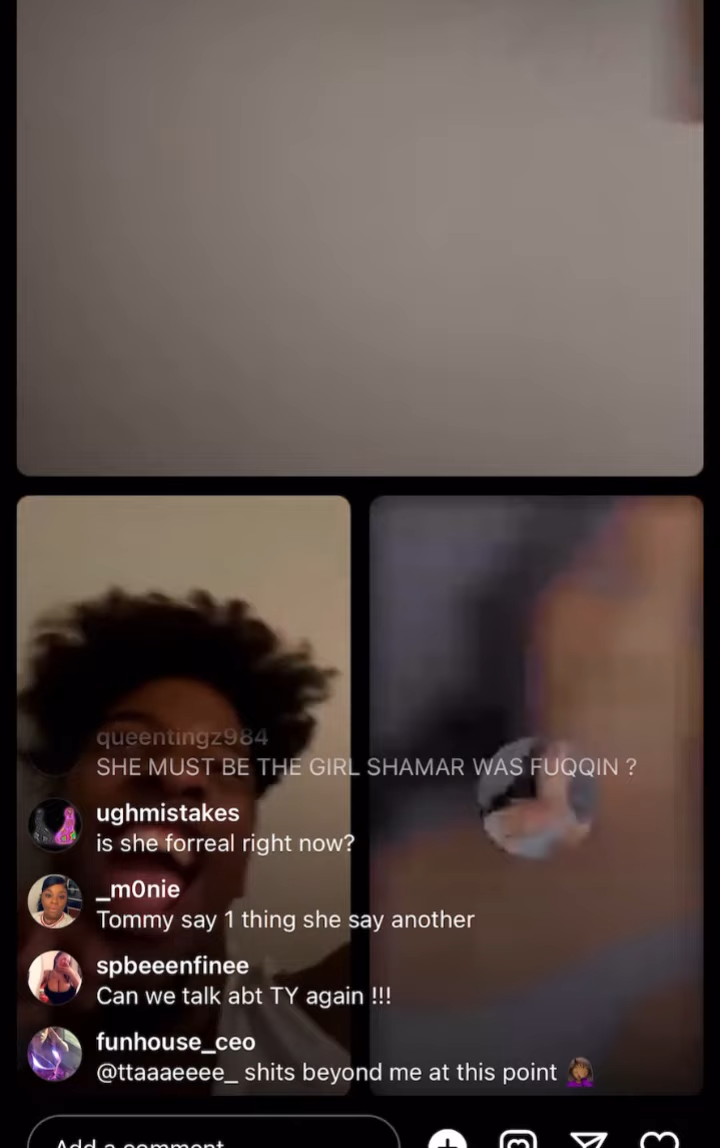 queentingz984
SHE MUST BE THE GIRL SHAMAR WAS FUQQIN ?
ughmistakes
is she forreal right now?
_m0nie
Tommy say 1 thing she say another
spbeeenfinee
Can we talk abt TY again !!!
funhouse_ceo
@ttaaaeeee_ shits beyond me at this point 🤦🏾‍♀️
Add a comment